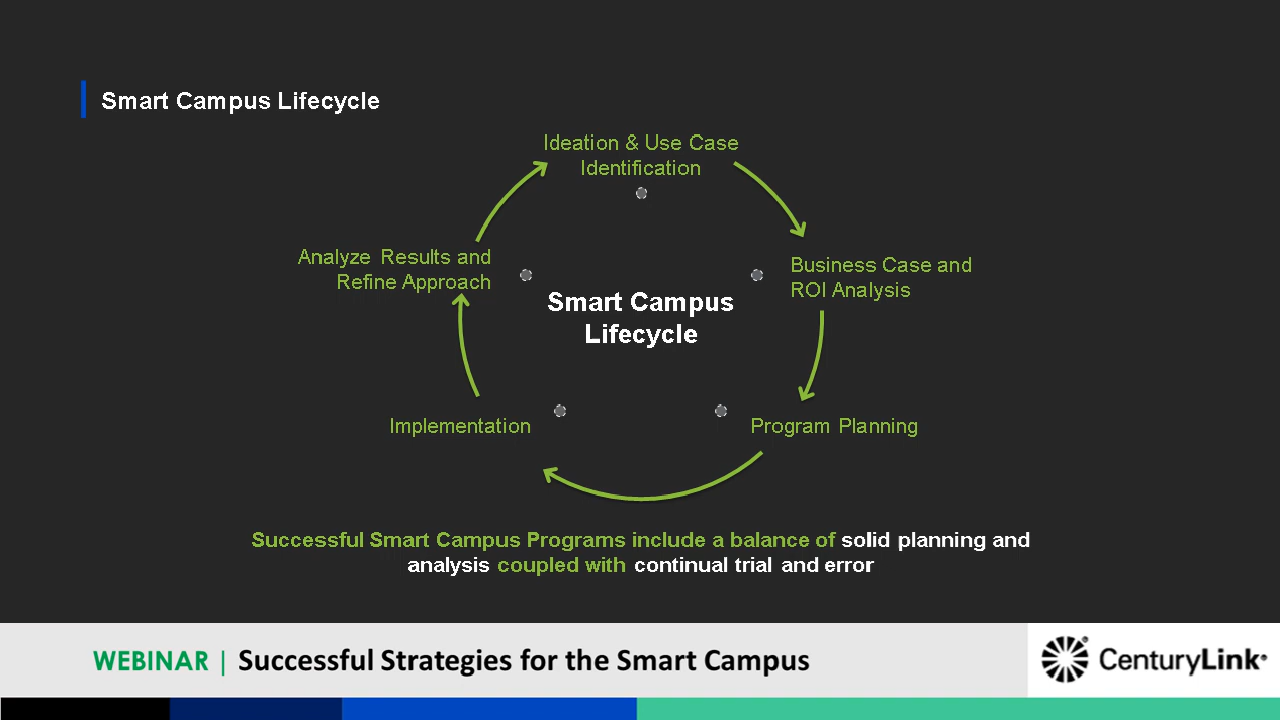 Smart Campus Lifecycle
Ideation & Use Case
Identification
Analyze Results and
Refine Approach
Business Case and
ROI Analysis
Smart Campus
Lifecycle
Implementation
Program Planning
Successful Smart Campus Programs include a balance of solid planning and
analysis coupled with continual trial and error
WEBINAR | Successful Strategies for the Smart Campus
CenturyLink®